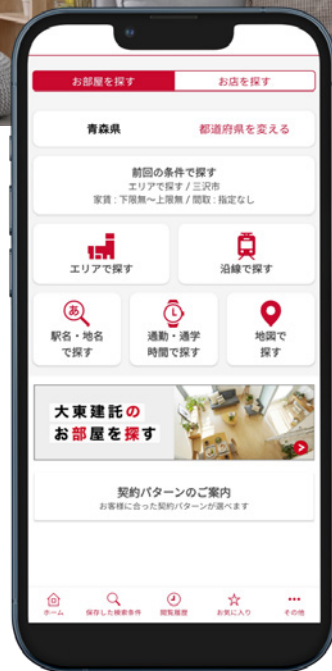 お部屋を探す
お店を探す
青森県
都道府県を変える
前回の条件で探す
エリアで探す / 三沢市
家賃 : 下限無～上限無 / 間取 : 指定なし
エリアで探す
沿線で探す
あ
駅名・地名
で探す
通勤・通学
時間で探す
地図で
探す
大東建託の
お部屋を探す
契約パターンのご案内
お客様に合った契約パターンが選べます
ホーム
保存した検索条件
閲覧履歴
お気に入り
その他